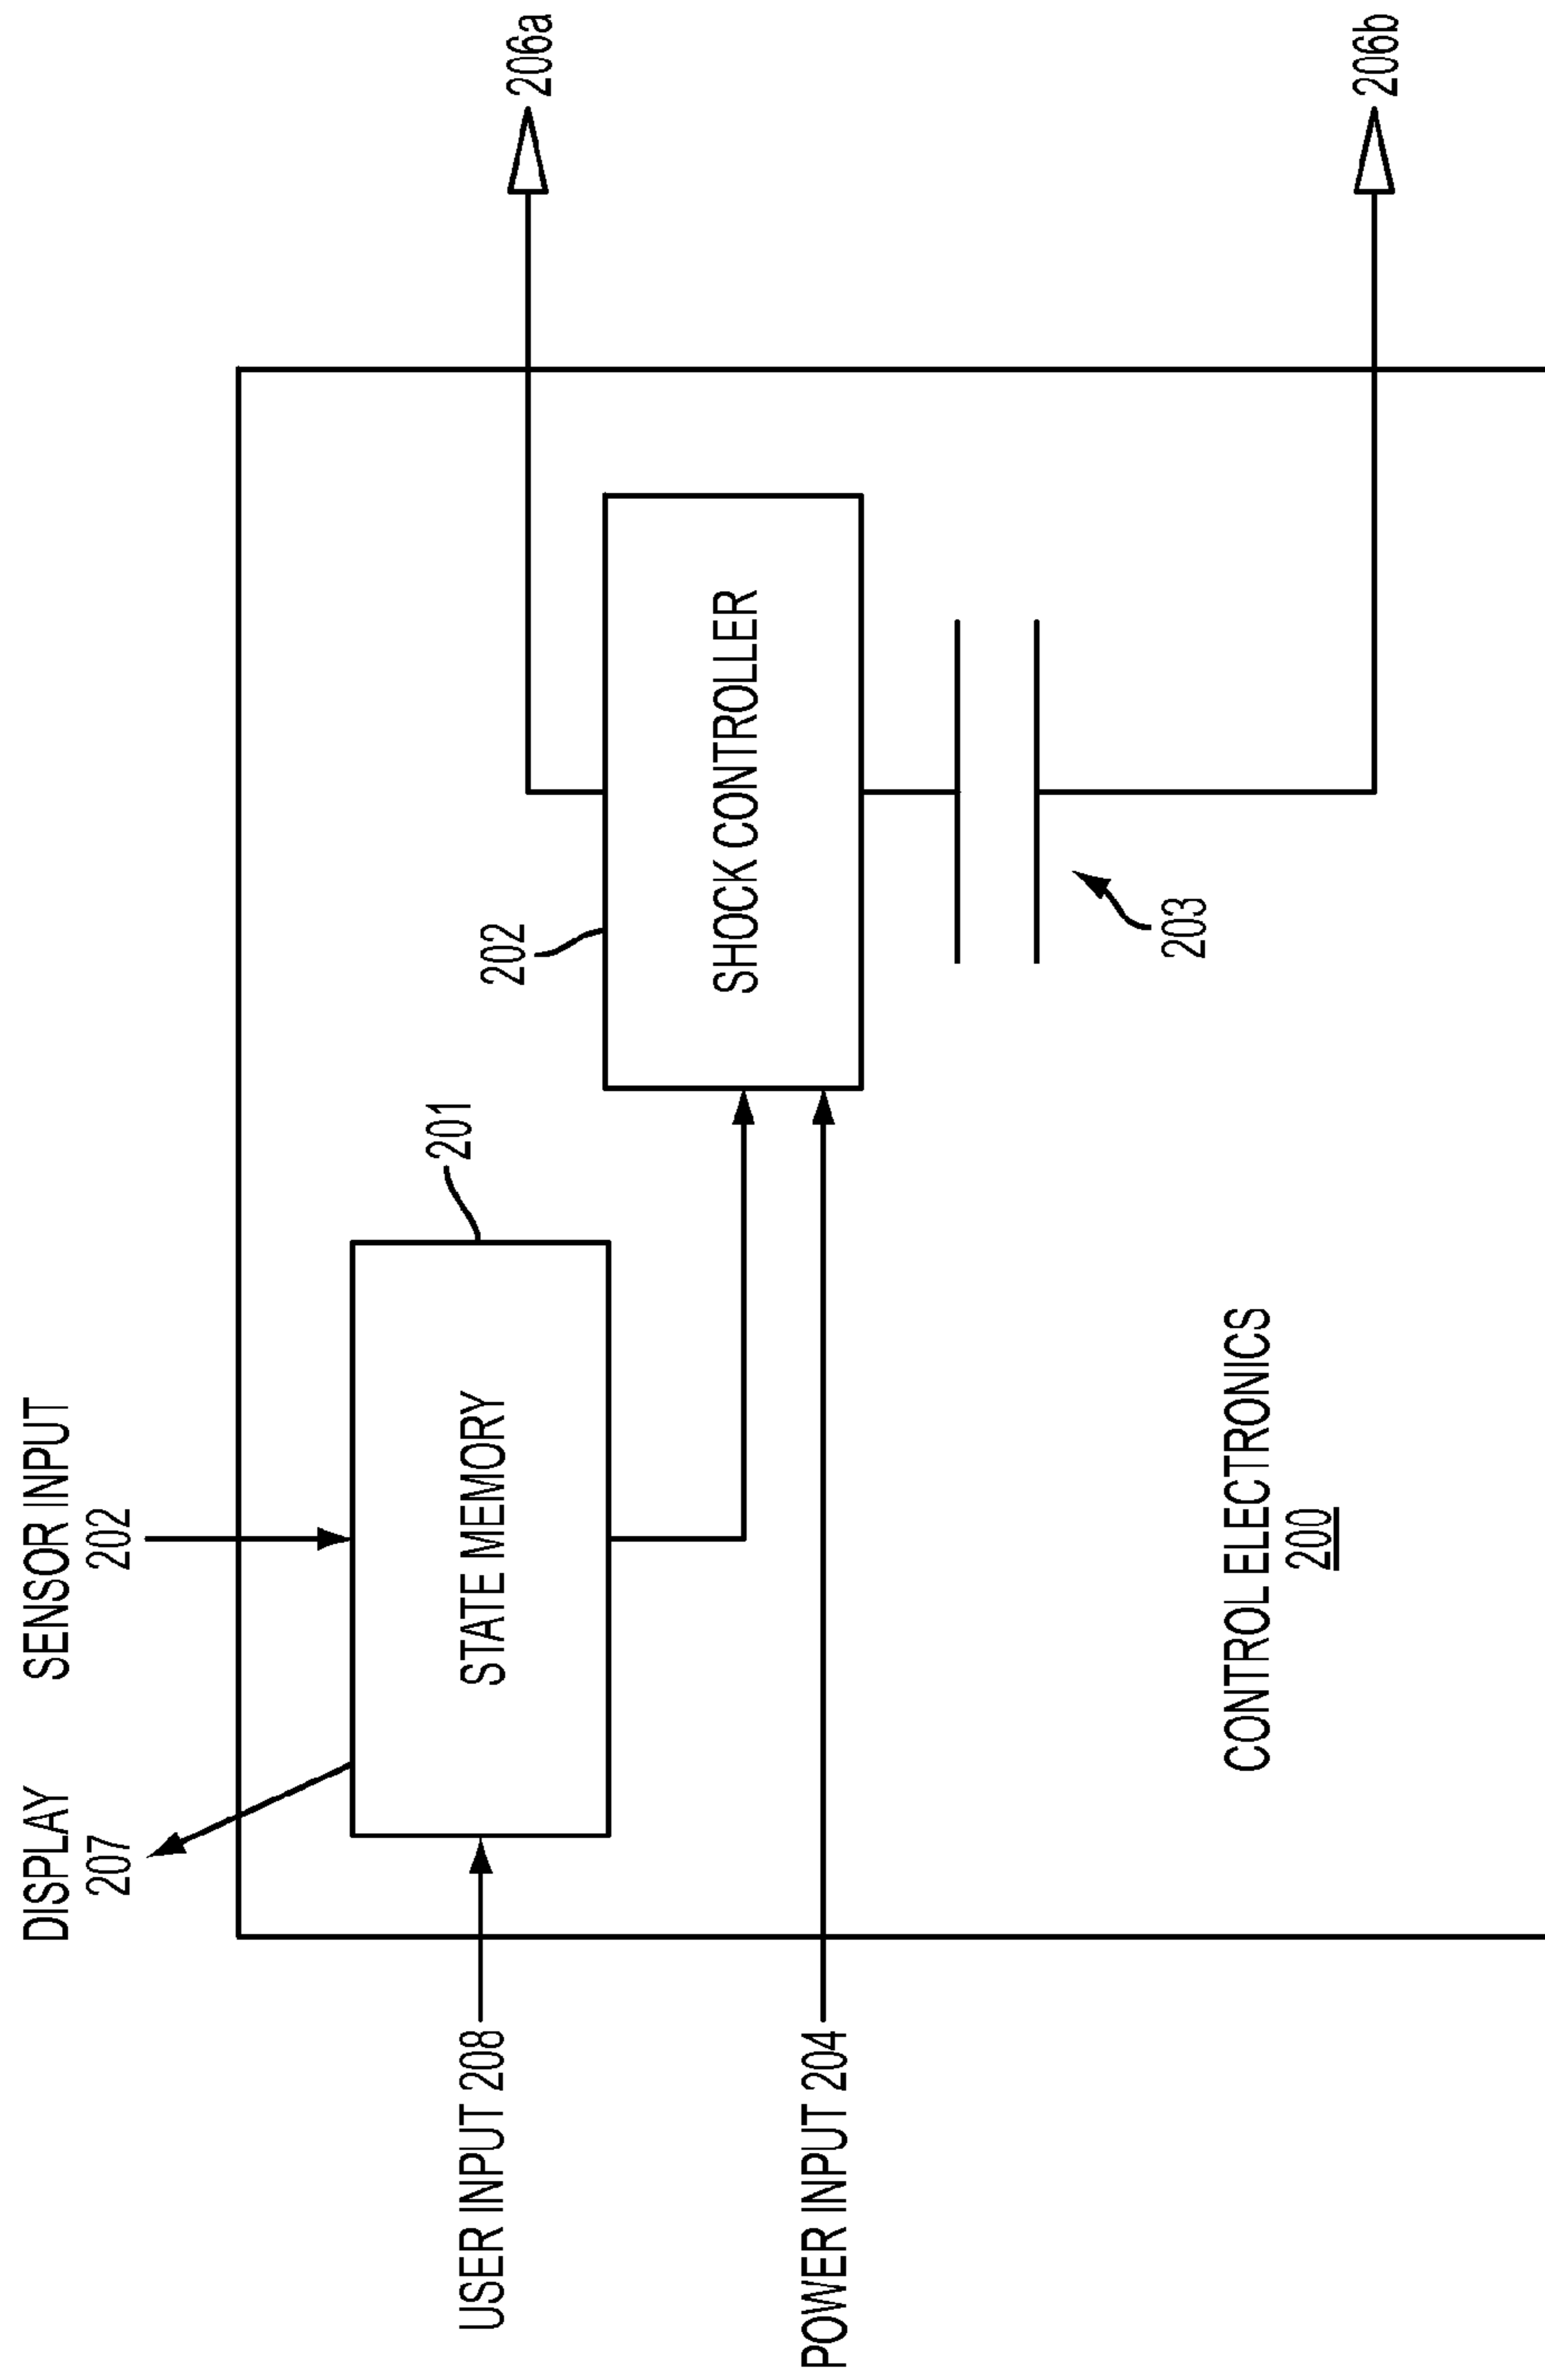 DISPLAY
207
SENSOR INPUT
202
USER INPUT 208
STATE MEMORY
201
202
SHOCK CONTROLLER
206a
POWER INPUT 204
203
CONTROL ELECTRONICS
200
206b